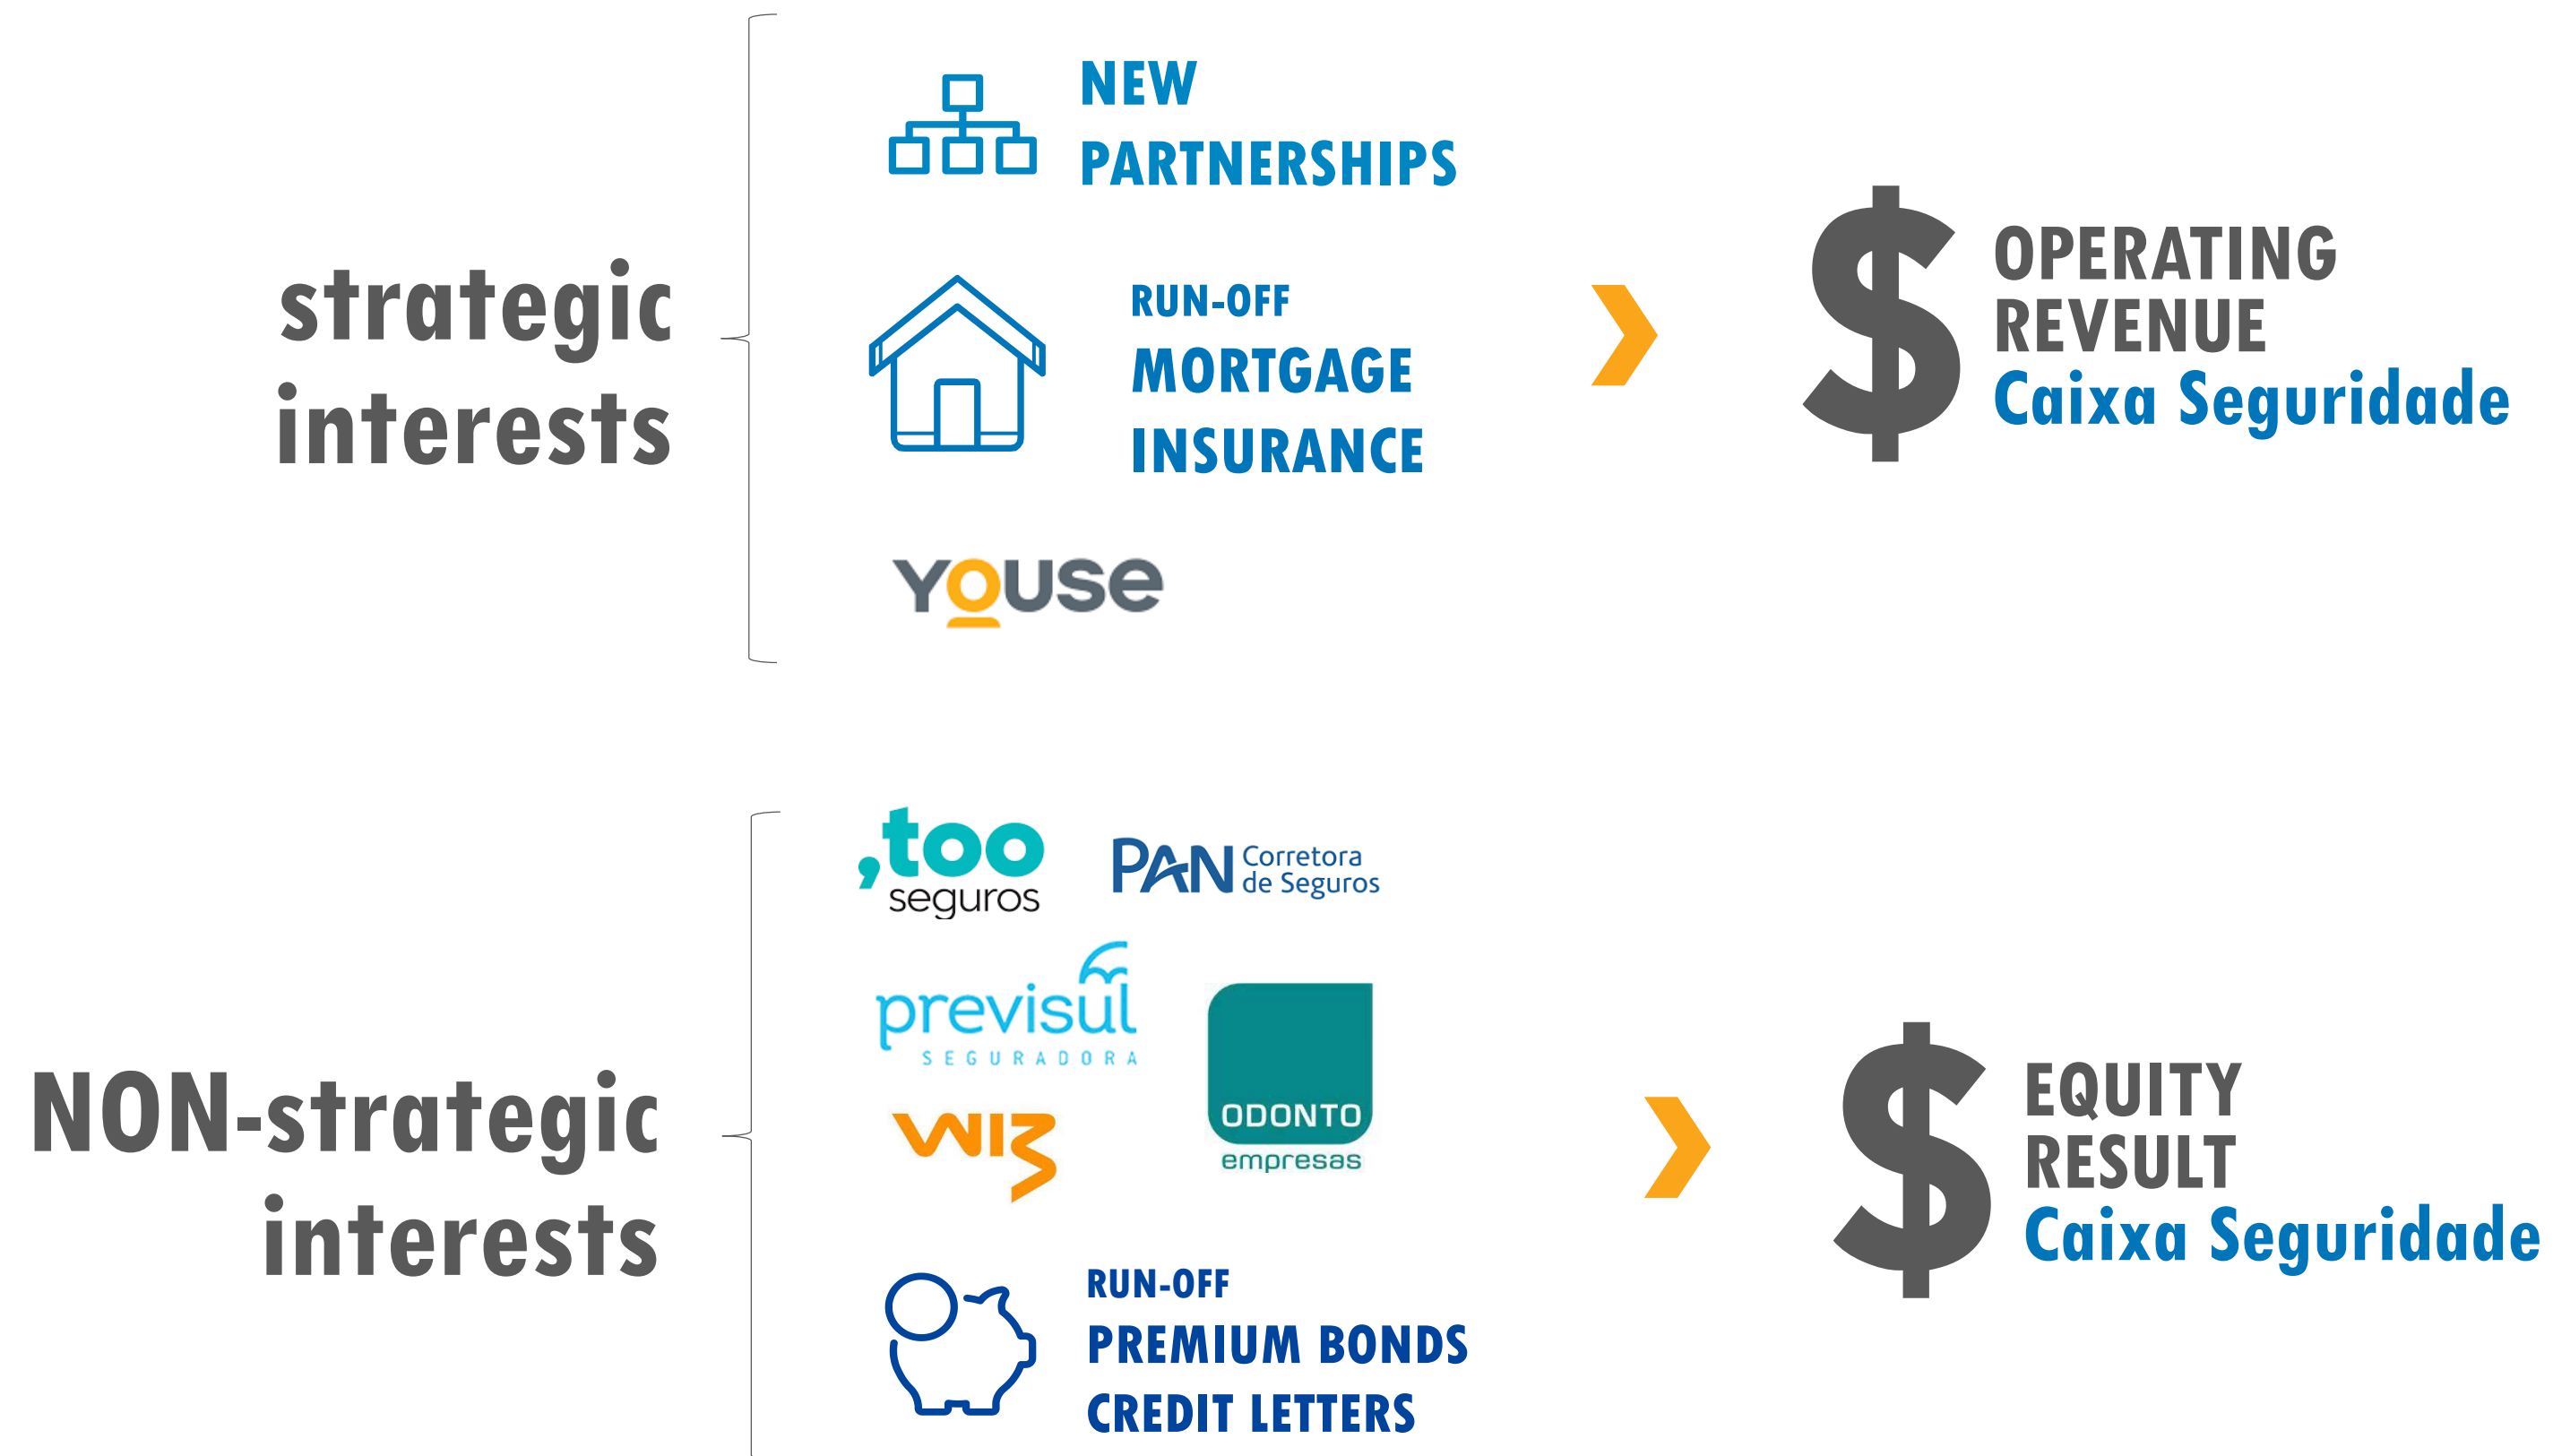 strategic
interests
NEW
PARTNERSHIPS
RUN-OFF
MORTGAGE
INSURANCE
YOUSE
$
OPERATING
REVENUE
Caixa Seguridade
NON-strategic
interests
,too
seguros
PAN Corretora
de Seguros
previsul
SEGURADORA
ODONTO
empresas
WIZ
RUN-OFF
PREMIUM BONDS
CREDIT LETTERS
$
EQUITY
RESULT
Caixa Seguridade